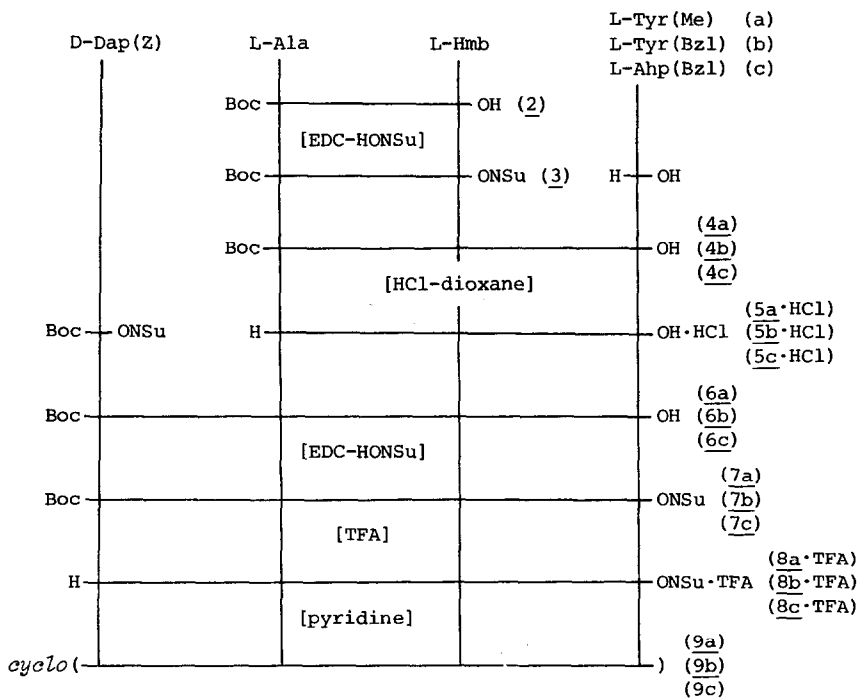 L-Tyr(Me) (a)
D-Dap(Z) L-Ala L-Hmb L-Tyr(Bzl) (b)
L-Ahp(Bzl) (c)
Boc OH (2)
[EDC-HONSu]
Boc ONSu (3) H OH
(4a)
Boc OH (4b)
(4c)
[HCl-dioxane]
(5a·HCl)
Boc ONSu H OH·HCl (5b·HCl)
(5c·HCl)
(6a)
Boc OH (6b)
(6c)
[EDC-HONSu]
(7a)
Boc ONSu (7b)
(7c)
[TFA]
(8a·TFA)
H ONSu·TFA (8b·TFA)
(8c·TFA)
[pyridine]
(9a)
cyclo( ) (9b)
(9c)